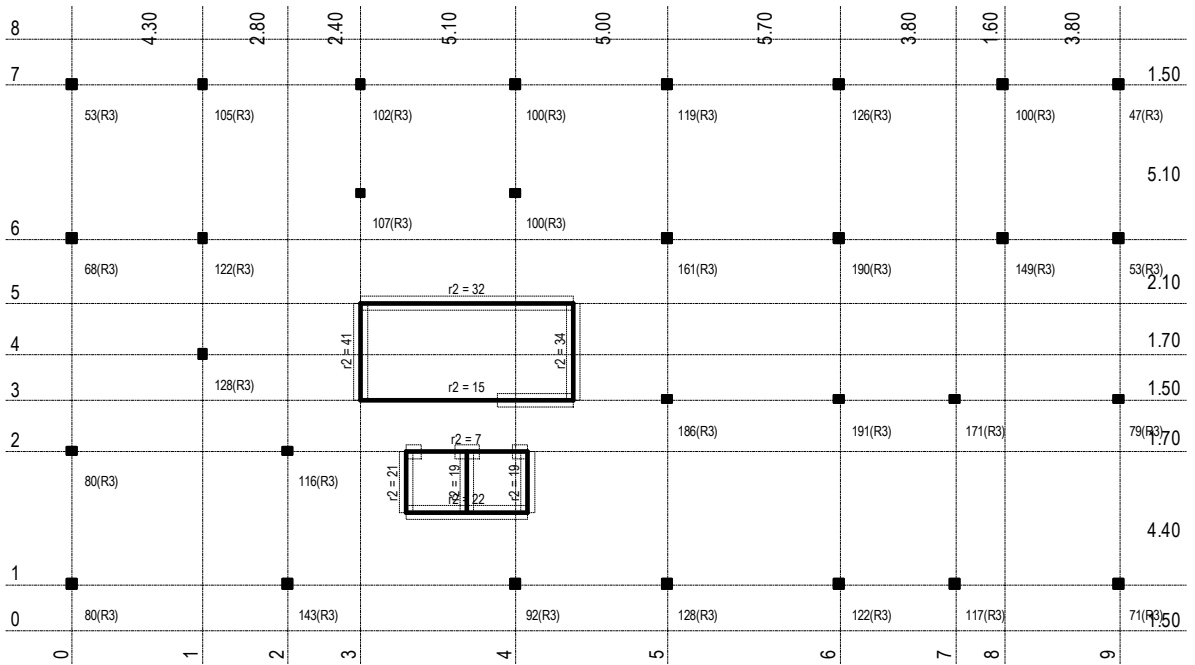 4.30 2.80 2.40 5.10 5.00 5.70 3.80 1.60 3.80
8
7 1.50
53(R3) 105(R3) 102(R3) 100(R3) 119(R3) 126(R3) 100(R3) 47(R3)
5.10
107(R3) 100(R3)
6
68(R3) 122(R3) 161(R3) 190(R3) 149(R3) 53(R3)
2.10
r2 = 32
5
r2 = 41 r2 = 34 1.70
4
128(R3) r2 = 15
3 1.50
186(R3) 191(R3) 171(R3) 79(R3)
1.70
2 r2 = 7
80(R3) 116(R3) r2 = 21 r2 = 19 r2 = 19
r2 = 22
4.40
1
80(R3) 143(R3) 92(R3) 128(R3) 122(R3) 117(R3) 71(R3)
0 1.50
0 1 2 3 4 5 6 7 8 9